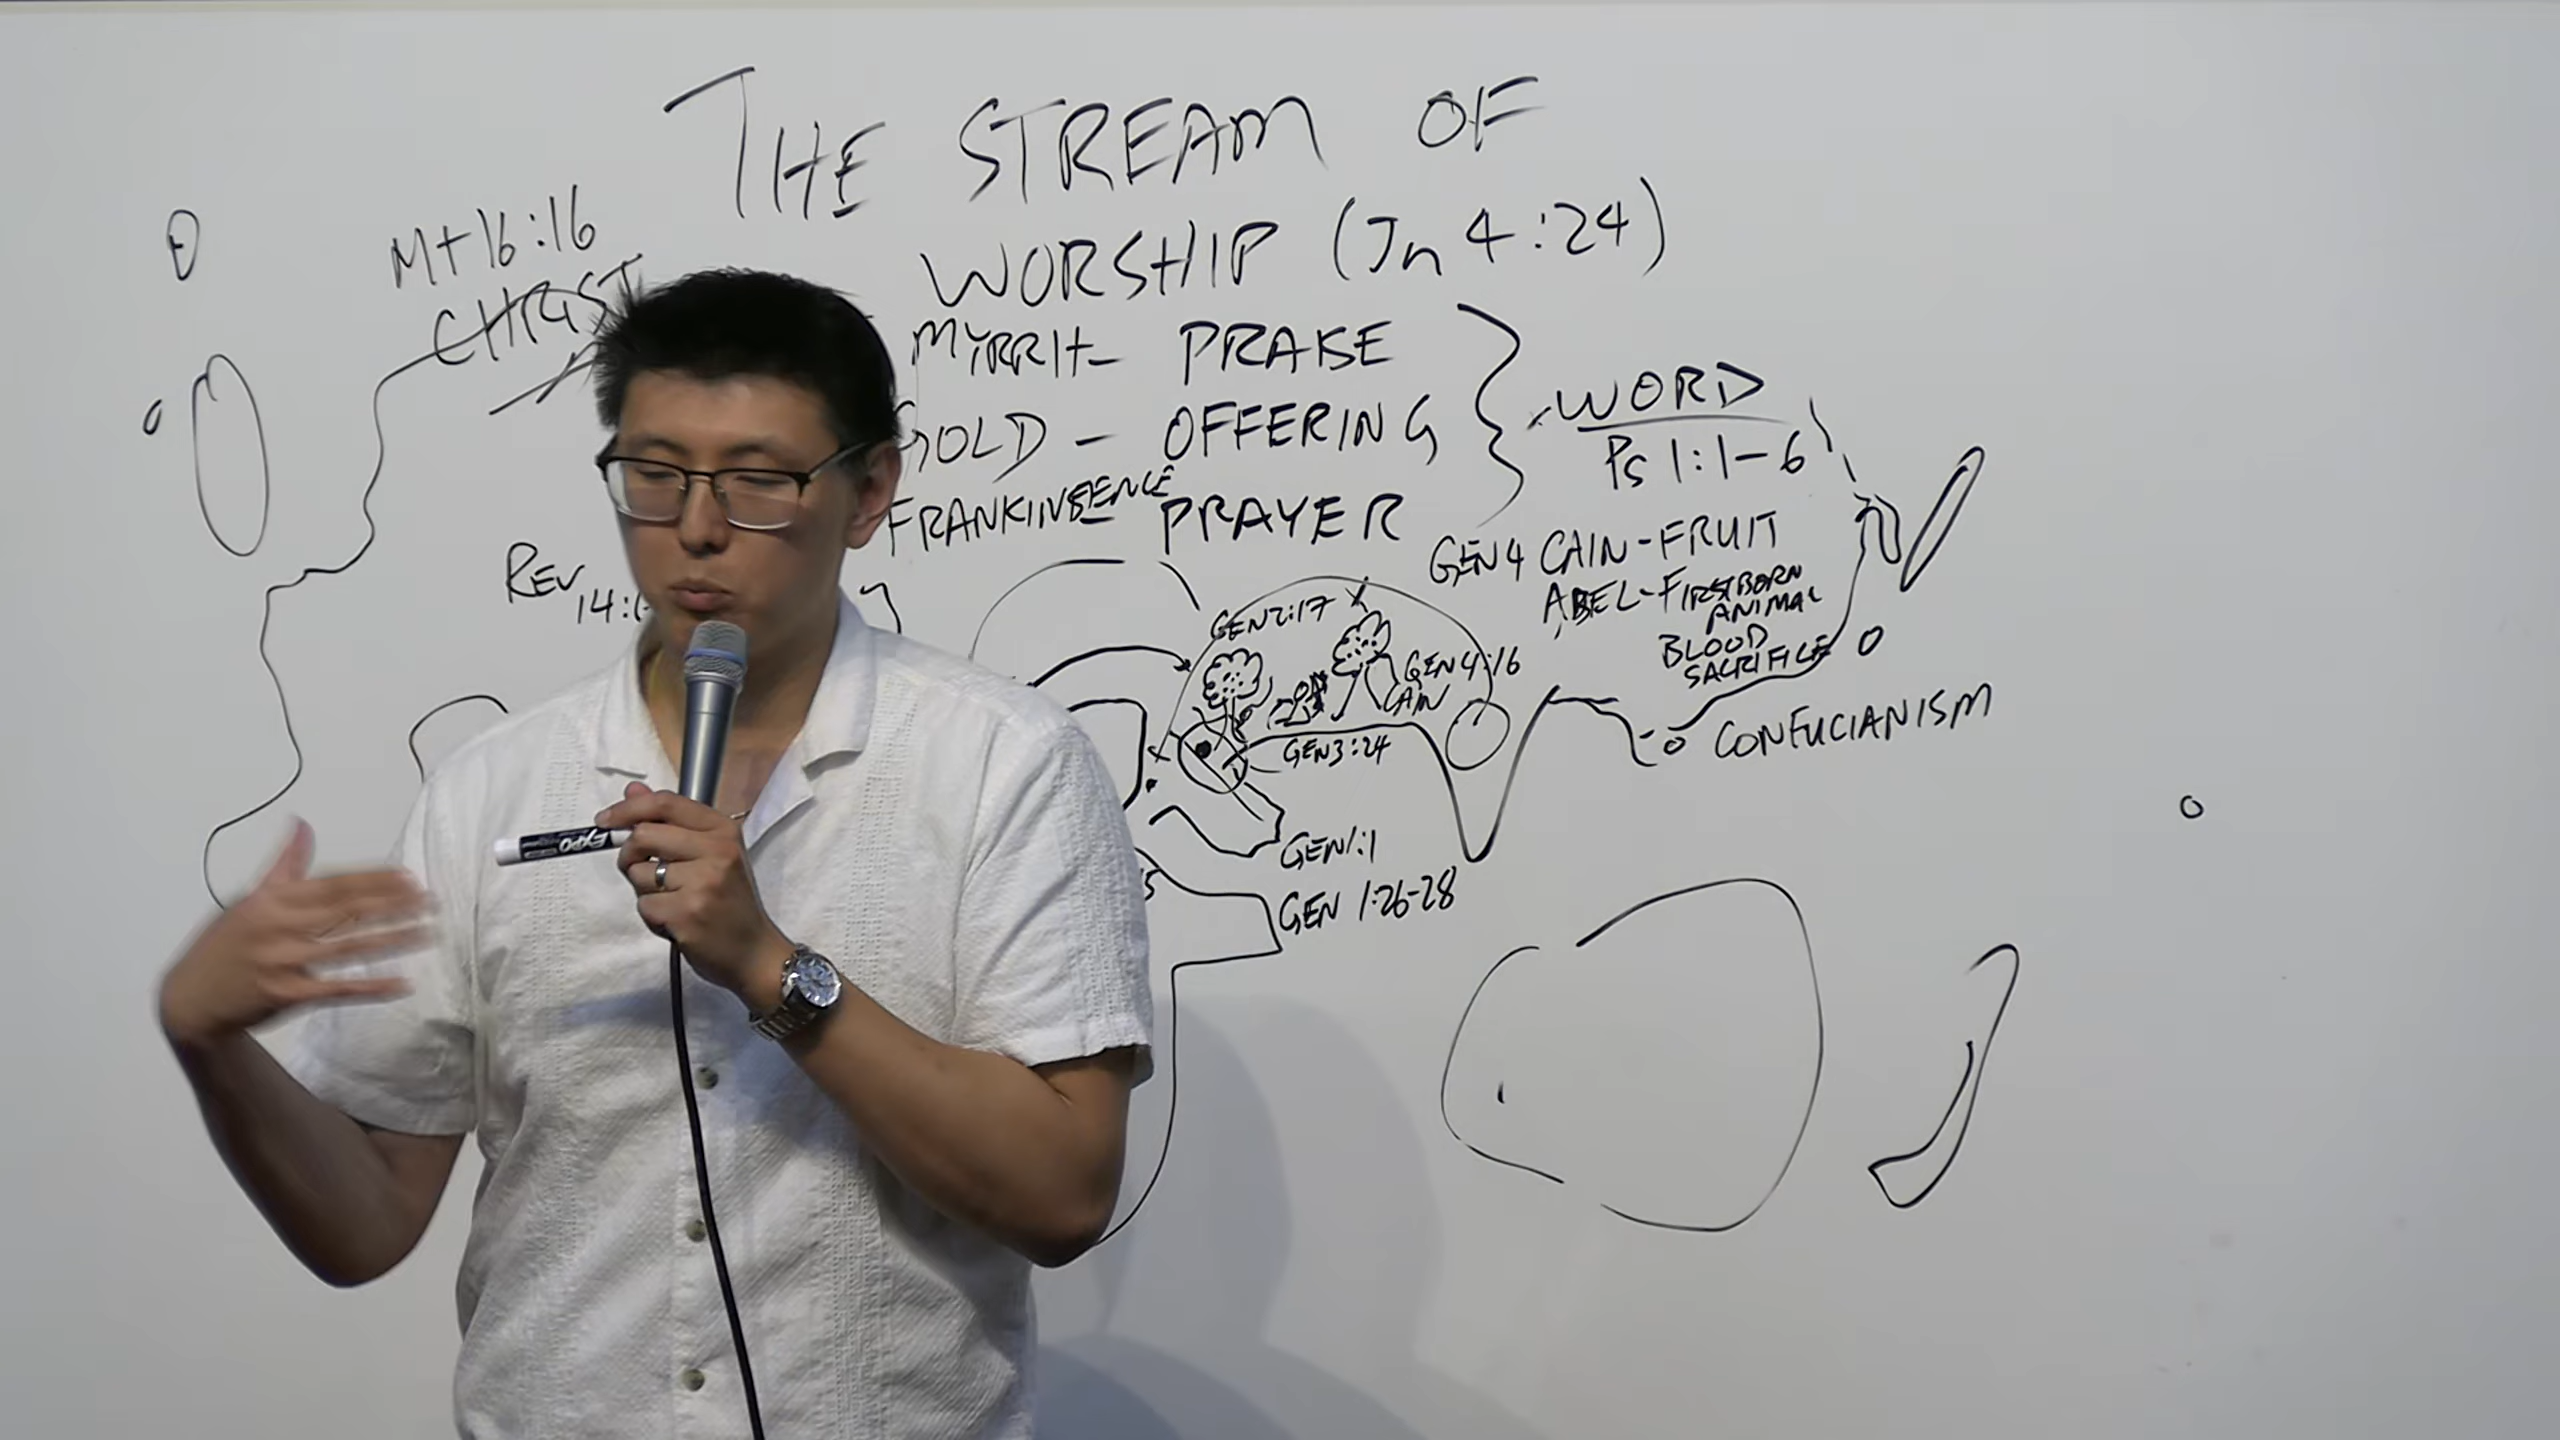 THE STREAM OF
WORSHIP (Jn 4:24)
Mt 16:16
CHRIST
MYRRH - PRAISE
GOLD - OFFERING
FRANKINSENCE - PRAYER
WORD
Ps 1:1-6
REV
14:1-
GEN 4 CAIN-FRUIT
ABEL-FIRSTBORN
ANIMAL
BLOOD
SACRIFICE
GEN 2:17
GEN 4:16
CAIN
GEN 3:24
CONFUCIANISM
GEN 1:1
GEN 1:26-28
EXPO